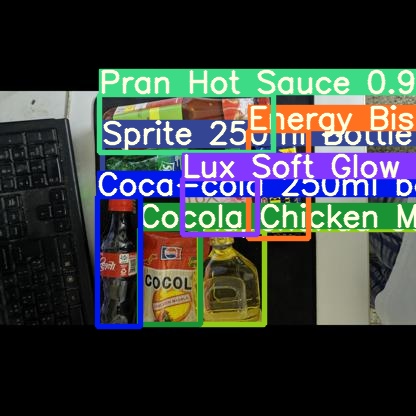 Pran Hot Sauce 0.9
Energy Bis
Sprite 250ml Bottle
Lux Soft Glow
Coca-cola 250ml b
Cocola Chicken M
COCOL